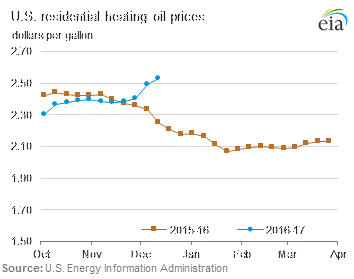 U.S. residential heating oil prices
dollars per gallon
eia
2.70
2.50
2.30
2.10
1.90
1.70
1.50
Oct Nov Dec Jan Feb Mar Apr
2015-16 2016-17
Source: U.S. Energy Information Administration